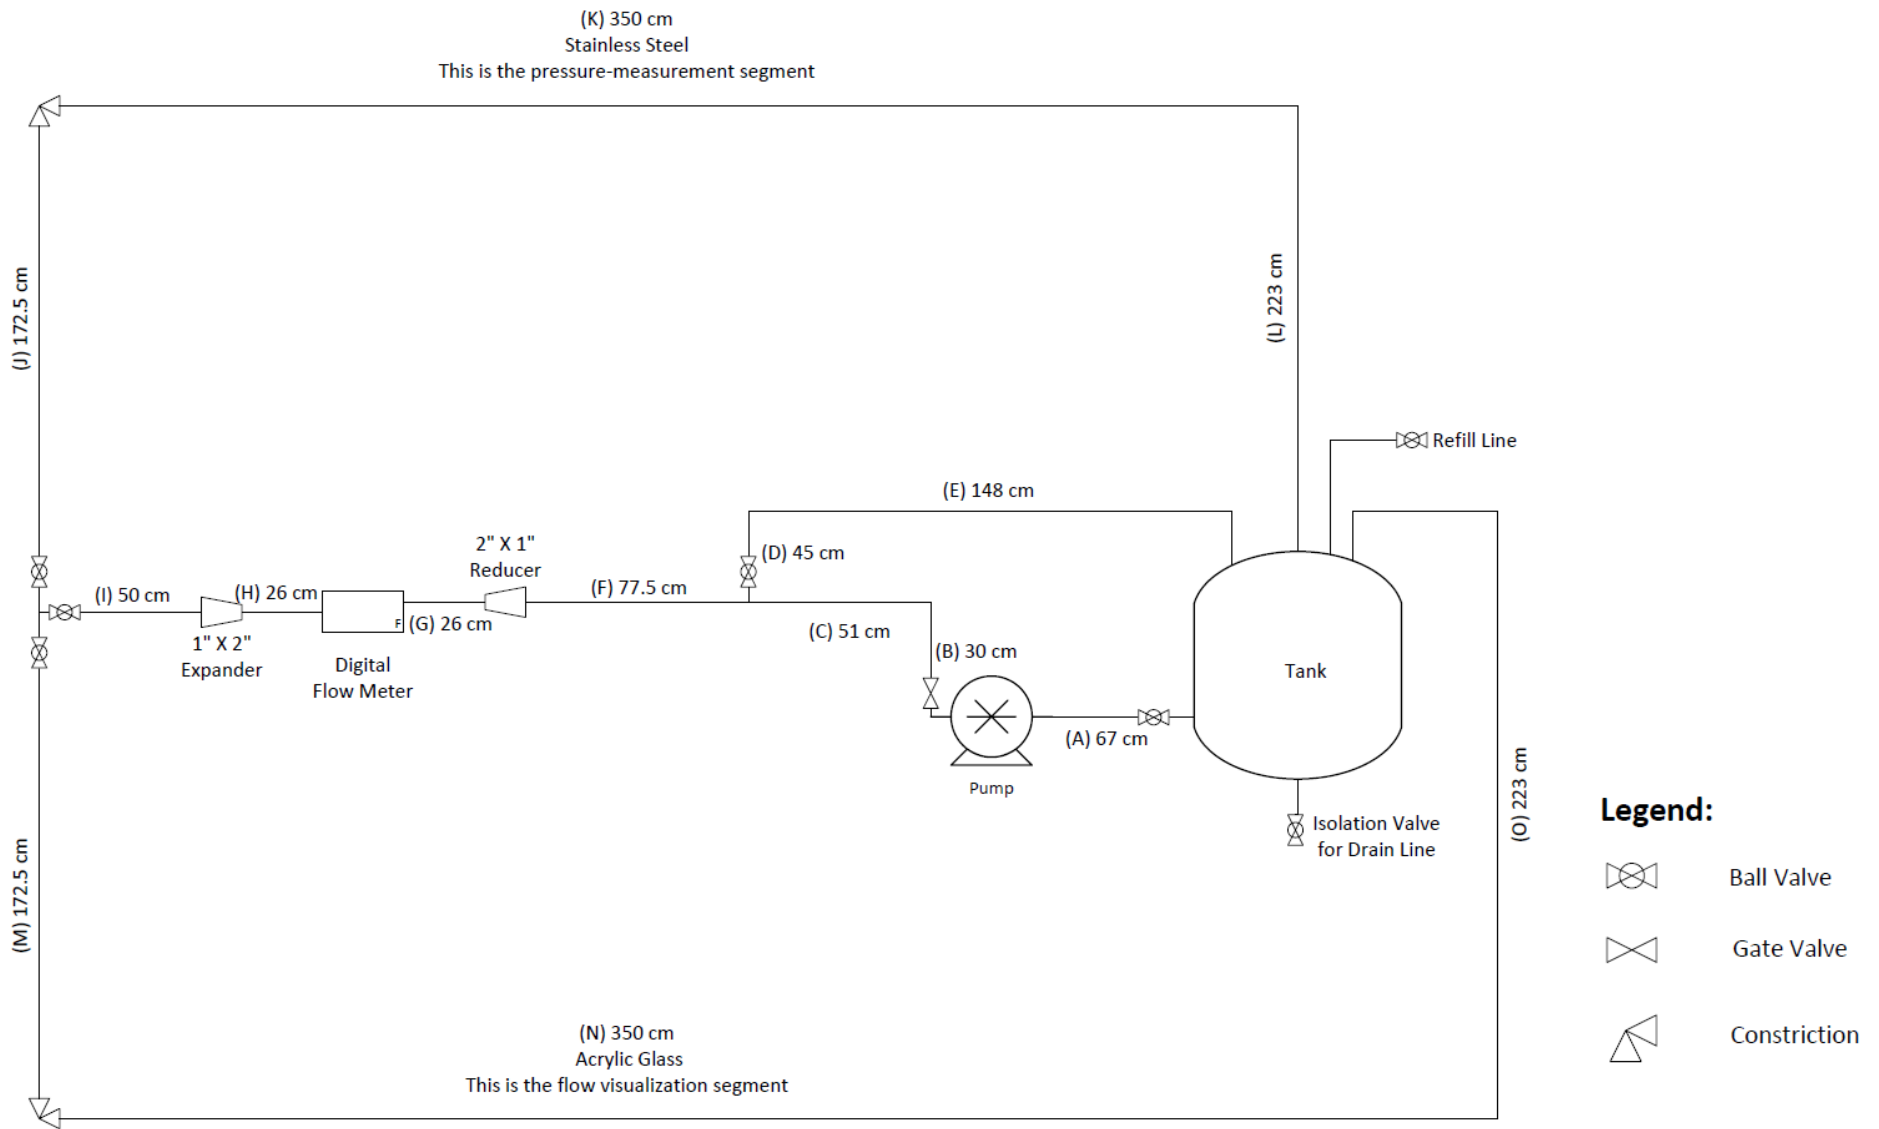 (K) 350 cm
Stainless Steel
This is the pressure-measurement segment
(J) 172.5 cm
(L) 223 cm
Refill Line
(E) 148 cm
2" X 1"
Reducer
(D) 45 cm
(F) 77.5 cm
(I) 50 cm
(H) 26 cm
F
(G) 26 cm
(C) 51 cm
1" X 2"
Expander
Digital
Flow Meter
(B) 30 cm
Tank
(A) 67 cm
Pump
Isolation Valve
for Drain Line
(O) 223 cm
(M) 172.5 cm
(N) 350 cm
Acrylic Glass
This is the flow visualization segment
Legend:
Ball Valve
Gate Valve
Constriction